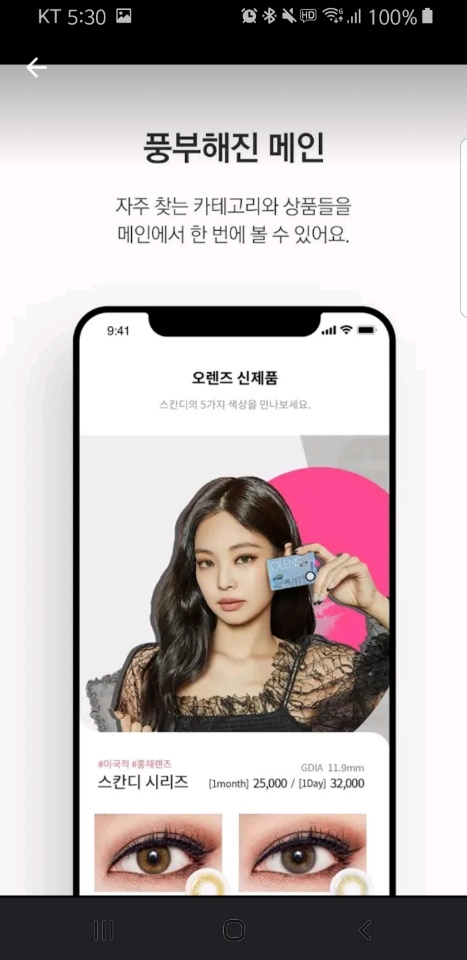 KT 5:30
HD
100%
풍부해진 메인
자주 찾는 카테고리와 상품들을
메인에서 한 번에 볼 수 있어요.
9:41
오렌즈 신제품
스칸디의 5가지 색상을 만나보세요.
OLENS
#이국적 #홍채렌즈
GDIA 11.9mm
스칸디 시리즈 [1month] 25,000 / [1Day] 32,000